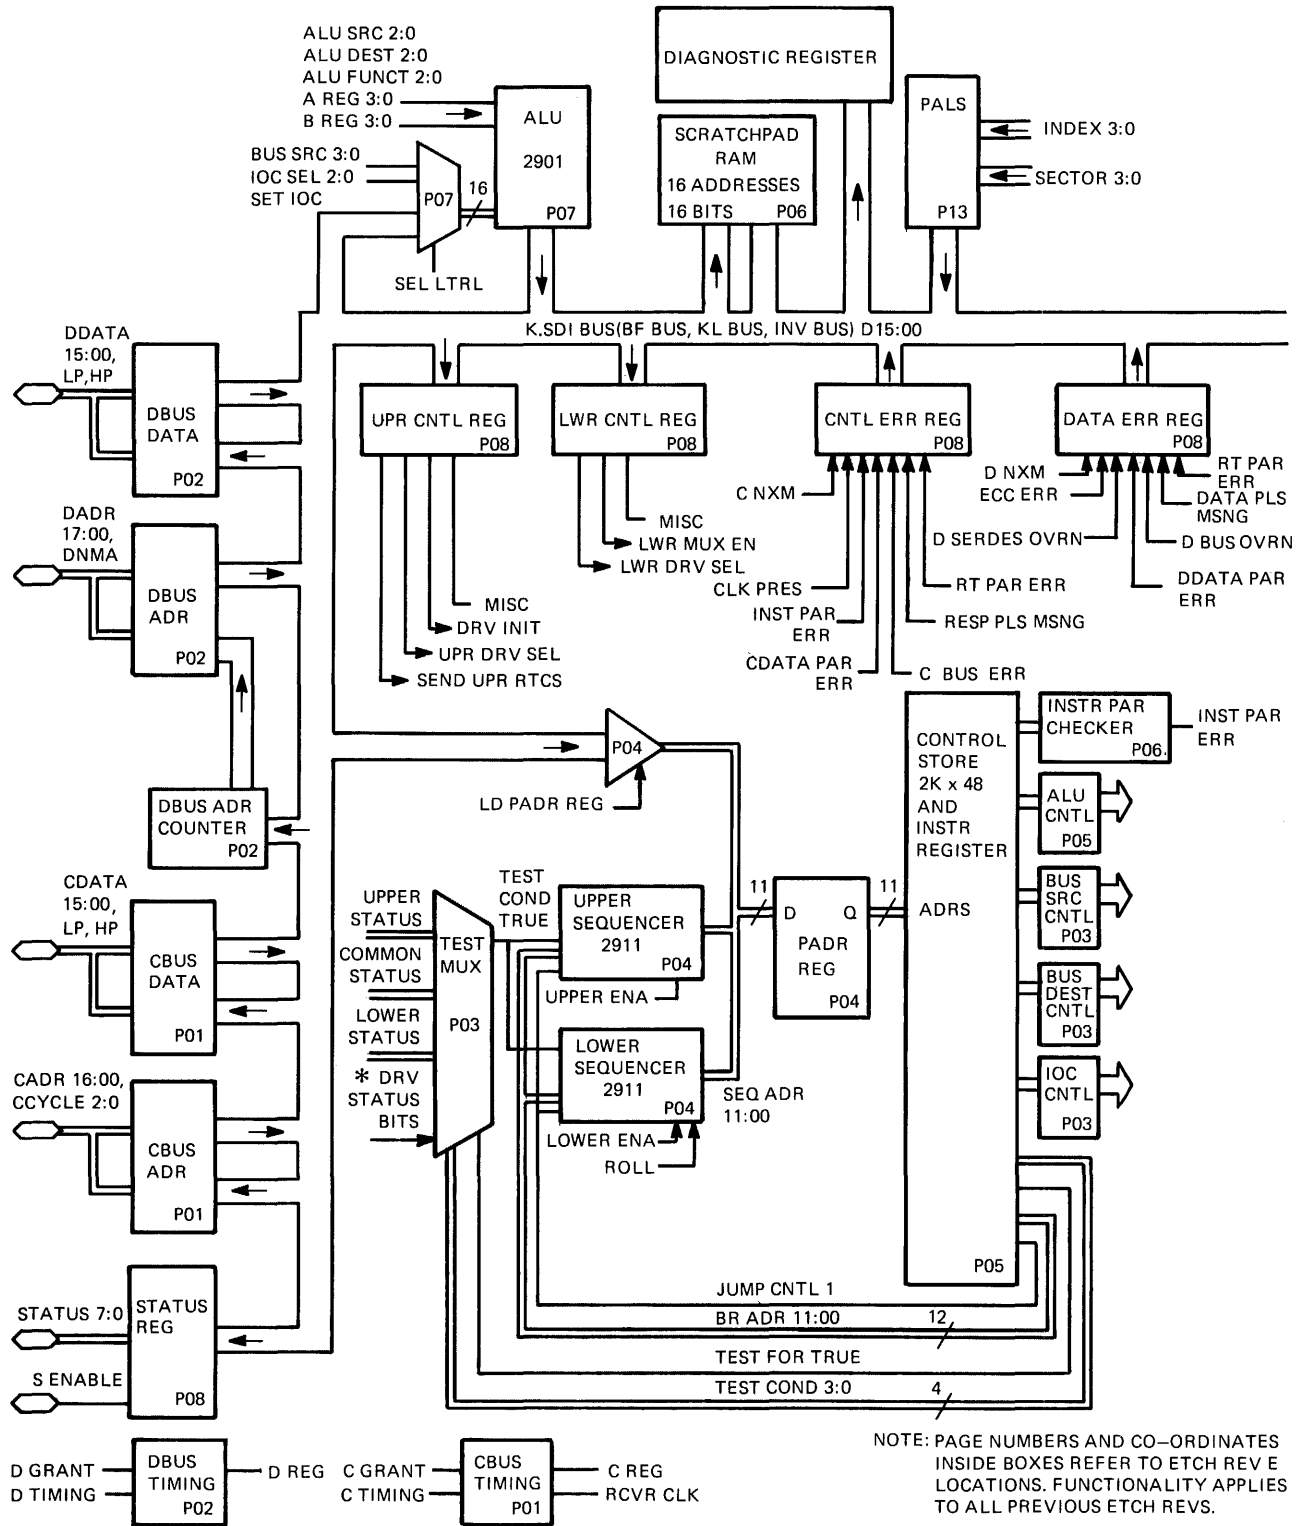 ALU SRC 2:0
ALU DEST 2:0
ALU FUNCT 2:0
A REG 3:0
B REG 3:0
ALU
2901
P07
BUS SRC 3:0
IOC SEL 2:0
SET IOC
P07
16
SEL LTRL
DIAGNOSTIC REGISTER
SCRATCHPAD
RAM
16 ADDRESSES
16 BITS P06
PALS
P13
INDEX 3:0
SECTOR 3:0
K.SDI BUS(BF BUS, KL BUS, INV BUS) D15:00
DDATA
15:00,
LP,HP
DBUS
DATA
P02
DADR
17:00,
DNMA
DBUS
ADR
P02
DBUS ADR
COUNTER
P02
CDATA
15:00,
LP, HP
CBUS
DATA
P01
CADR 16:00,
CCYCLE 2:0
CBUS
ADR
P01
STATUS 7:0
S ENABLE
STATUS
REG
P08
UPR CNTL REG
P08
MISC
DRV INIT
UPR DRV SEL
SEND UPR RTCS
LWR CNTL REG
P08
MISC
LWR MUX EN
LWR DRV SEL
CNTL ERR REG
P08
C NXM
CLK PRES
INST PAR
ERR
CDATA PAR
ERR
C BUS ERR
RESP PLS MSNG
RT PAR ERR
DATA ERR REG
P08
D NXM
ECC ERR
D SERDES OVRN
RT PAR
ERR
DATA PLS
MSNG
D BUS OVRN
DDATA PAR
ERR
P04
LD PADR REG
UPPER
STATUS
COMMON
STATUS
LOWER
STATUS
* DRV
STATUS
BITS
TEST
MUX
P03
TEST
COND
TRUE
UPPER
SEQUENCER
2911
P04
UPPER ENA
LOWER
SEQUENCER
2911
P04
LOWER ENA
ROLL
SEQ ADR
11:00
11
D Q
PADR
REG
P04
11
CONTROL
STORE
2K x 48
AND
INSTR
REGISTER
ADRS
P05
INSTR PAR
CHECKER
P06.
INST PAR
ERR
ALU
CNTL
P05
BUS
SRC
CNTL
P03
BUS
DEST
CNTL
P03
IOC
CNTL
P03
JUMP CNTL 1
BR ADR 11:00 12
TEST FOR TRUE
TEST COND 3:0 4
D GRANT
D TIMING
DBUS
TIMING
P02
D REG
C GRANT
C TIMING
CBUS
TIMING
P01
C REG
RCVR CLK
NOTE: PAGE NUMBERS AND CO-ORDINATES
INSIDE BOXES REFER TO ETCH REV E
LOCATIONS. FUNCTIONALITY APPLIES
TO ALL PREVIOUS ETCH REVS.